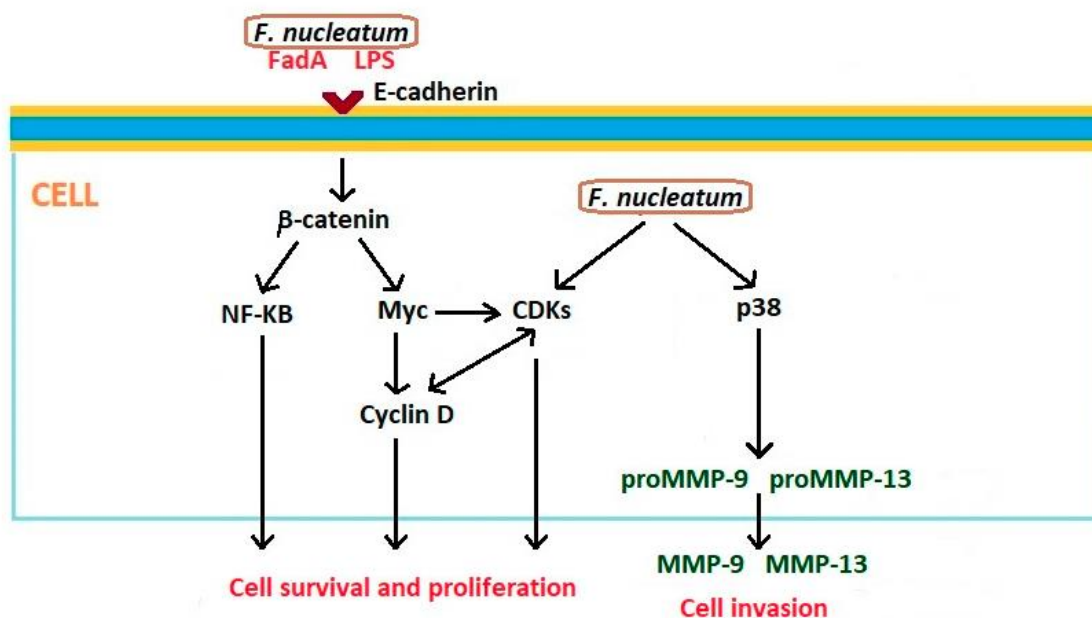 F. nucleatum
FadA LPS
E-cadherin
CELL
F. nucleatum
β-catenin
NF-KB Myc CDKs p38
Cyclin D
proMMP-9 proMMP-13
MMP-9 MMP-13
Cell survival and proliferation
Cell invasion